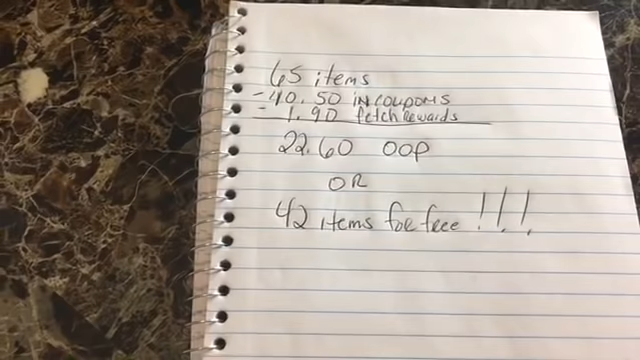 65 items
- 40.50 in coupons
- 1.90 fetch rewards
22.60 OOP
OR
42 items for free !!!